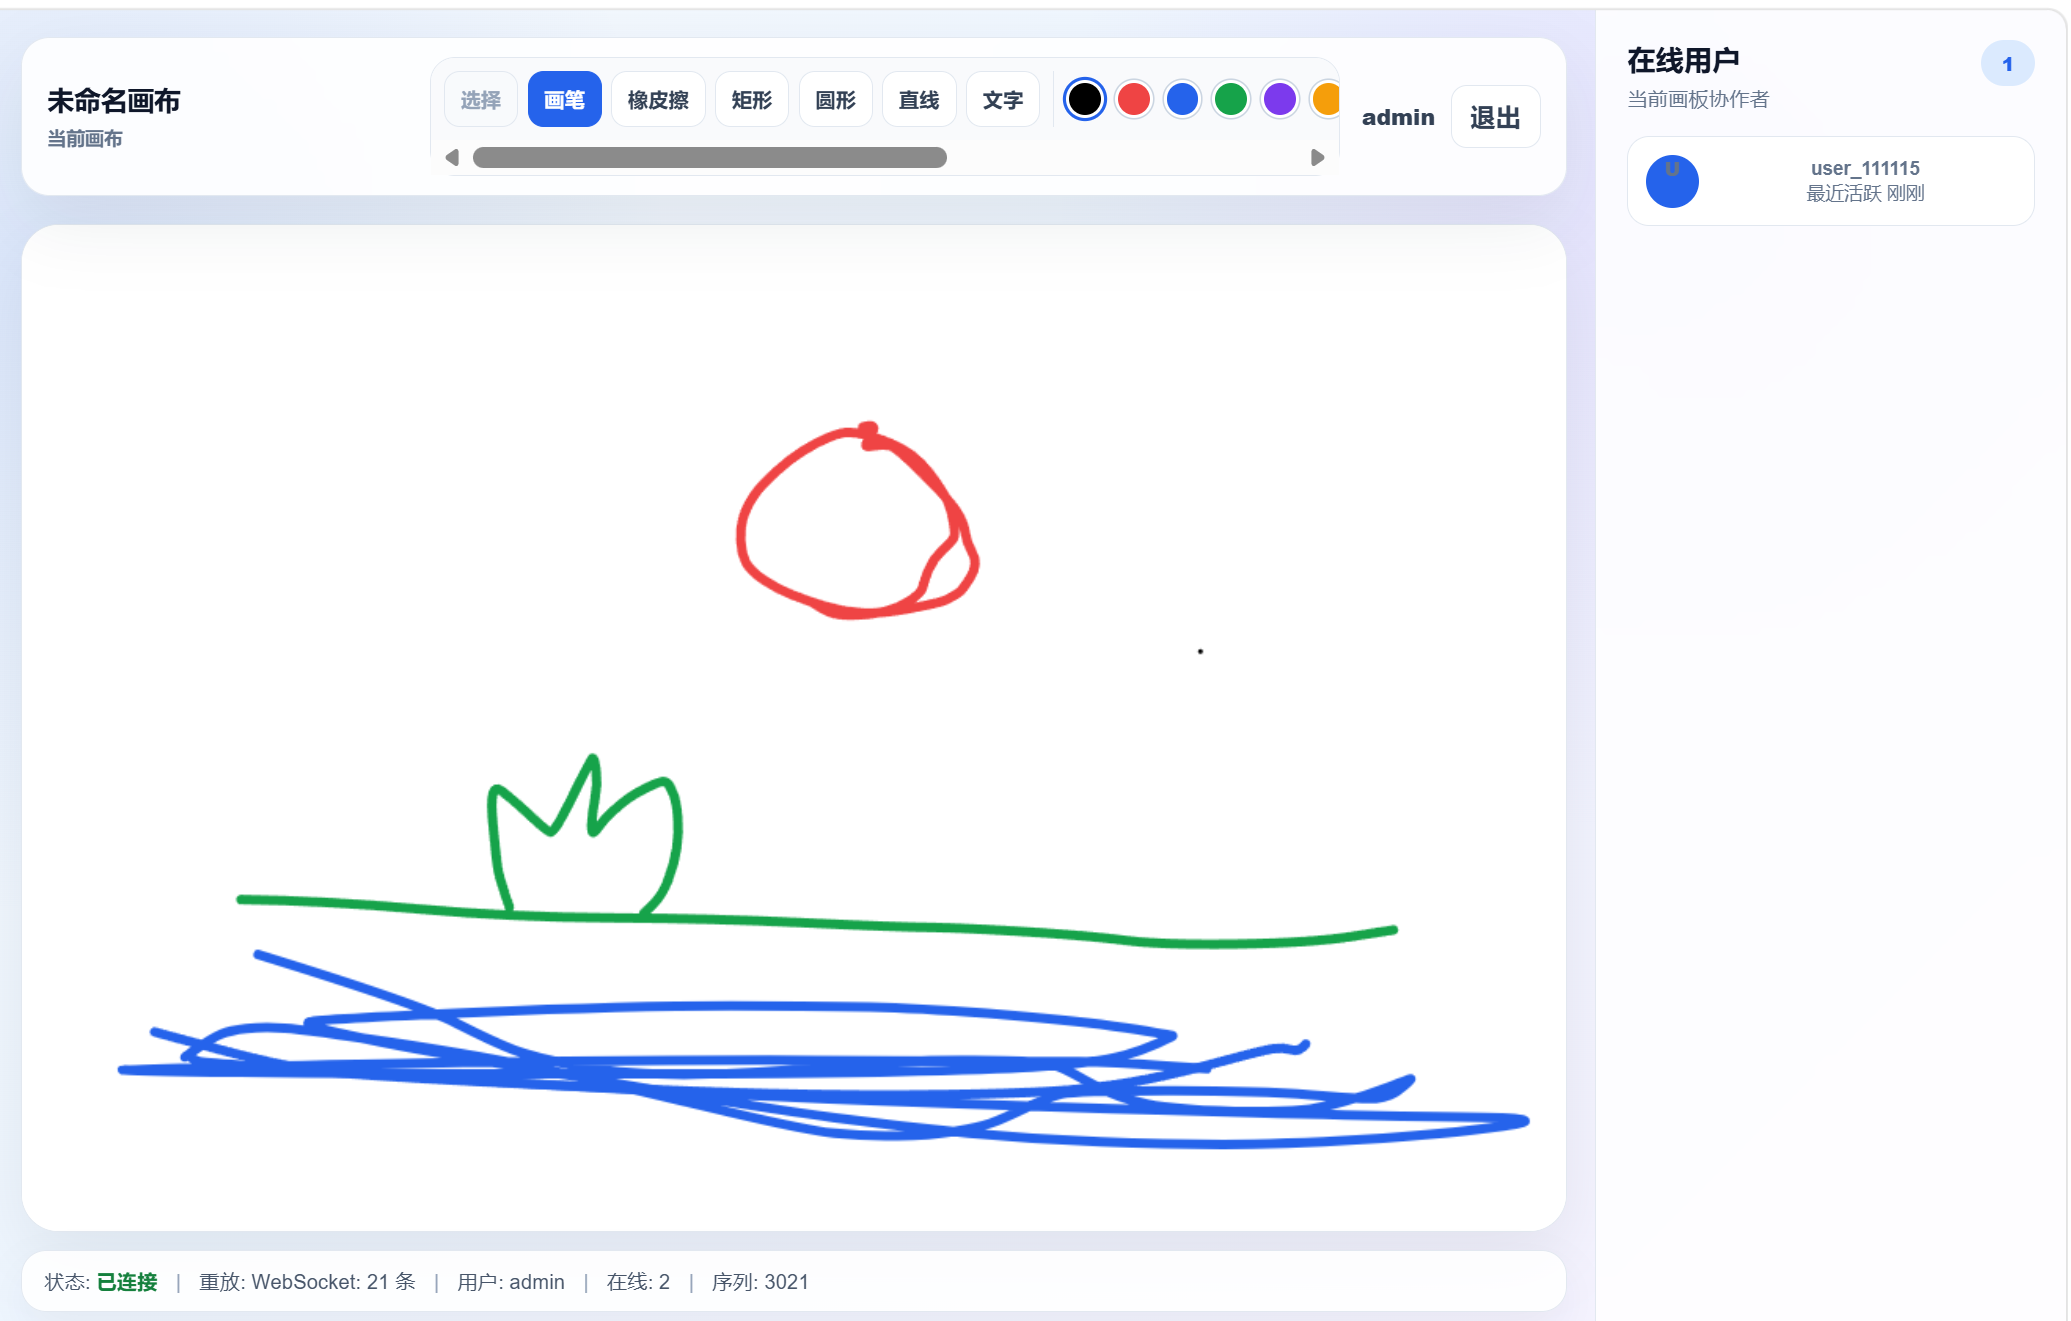 未命名画布
当前画布
选择 画笔 橡皮擦 矩形 圆形 直线 文字
admin 退出
在线用户
当前画板协作者
1
U
user_111115
最近活跃 刚刚
状态: 已连接 | 重放: WebSocket: 21 条 | 用户: admin | 在线: 2 | 序列: 3021